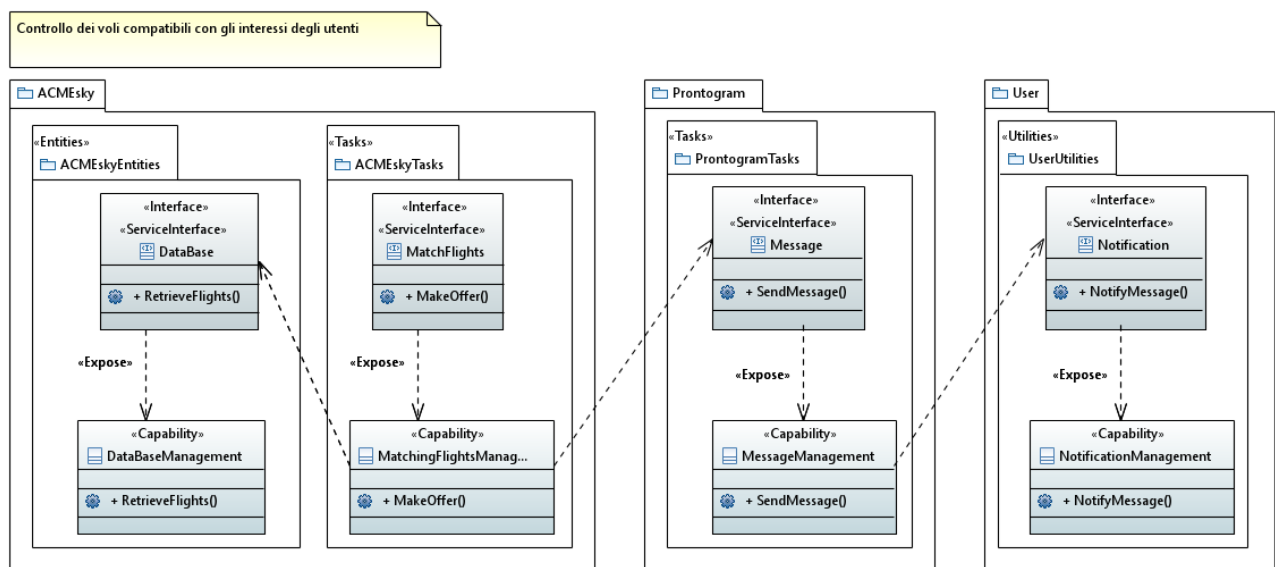 Controllo dei voli compatibili con gli interessi degli utenti
ACMEsky
«Entities»
ACMEskyEntities
«Interface»
«ServiceInterface»
DataBase
+ RetrieveFlights()
«Expose»
«Capability»
DataBaseManagement
+ RetrieveFlights()
«Tasks»
ACMEskyTasks
«Interface»
«ServiceInterface»
MatchFlights
+ MakeOffer()
«Expose»
«Capability»
MatchingFlightsManag...
+ MakeOffer()
Prontogram
«Tasks»
ProntogramTasks
«Interface»
«ServiceInterface»
Message
+ SendMessage()
«Expose»
«Capability»
MessageManagement
+ SendMessage()
User
«Utilities»
UserUtilities
«Interface»
«ServiceInterface»
Notification
+ NotifyMessage()
«Expose»
«Capability»
NotificationManagement
+ NotifyMessage()